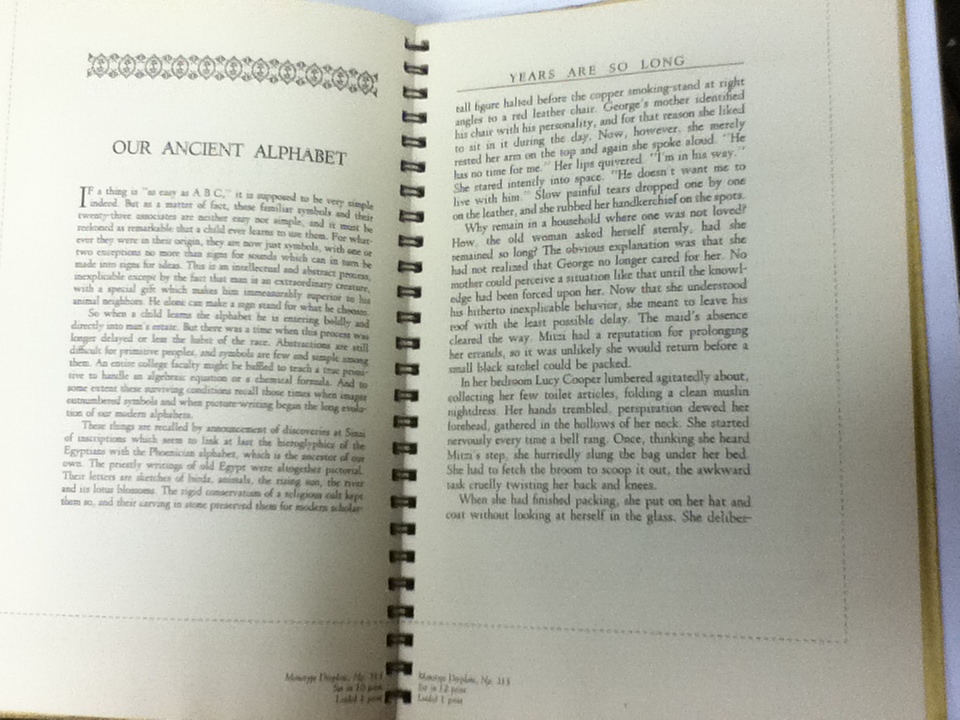 OUR ANCIENT ALPHABET
IF a thing is "as easy as A B C," it is supposed to be very simple
indeed. But as a matter of fact, these familiar symbols and their
twenty-three associates are neither easy not simple, and it must be
reckoned as remarkable that a child ever learns to use them. For what-
ever they were in their origin, they are now just symbols, with one or
two exceptions no more than signs for sounds which can in turn be
made into signs for ideas. This is an intellectual and abstract process,
inexplicable except by the fact that man is an extraordinary creature,
with a special gift which makes him immeasurably superior to his
animal neighbors. He alone can make a sign stand for what he chooses.
So when a child learns the alphabet he is entering boldly and
directly into man's estate. But there was a time when this process was
longer delayed or less the habit of the race. Abstractions are still
difficult for primitive peoples, and symbols are few and simple among
them. An entire college faculty might be baffled to teach a true primi-
tive to handle an algebraic equation or a chemical formula. And to
some extent these surviving conditions recall those times when images
outnumbered symbols and when picture-writing began the long evolu-
tion of our modern alphabets.
These things are recalled by announcement of discoveries at Sinai
of inscriptions which seem to link at last the hieroglyphics of the
Egyptians with the Phoenician alphabet, which is the ancestor of our
own. The priestly writings of old Egypt were altogether pictorial.
Their letters are sketches of birds, animals, the rising sun, the river
and its lotus blossoms. The rigid conservatism of a religious cult kept
them so, and their carving in stone preserved them for modern scholar-
Monotype Deepdene, No. 315
Set in 10 point
Leaded 1 point
YEARS ARE SO LONG
tall figure halted before the copper smoking-stand at right
angles to a red leather chair. George's mother identified
his chair with his personality, and for that reason she liked
to sit in it during the day. Now, however, she merely
rested her arm on the top and again she spoke aloud. "He
has no time for me." Her lips quivered. "I'm in his way."
She stared intently into space. "He doesn't want me to
live with him." Slow painful tears dropped one by one
on the leather, and she rubbed her handkerchief on the spots.
Why remain in a household where one was not loved?
How, the old woman asked herself sternly, had she
remained so long? The obvious explanation was that she
had not realized that George no longer cared for her. No
mother could perceive a situation like that until the knowl-
edge had been forced upon her. Now that she understood
his hitherto inexplicable behavior, she meant to leave his
roof with the least possible delay. The maid's absence
cleared the way. Mitzi had a reputation for prolonging
her errands, so it was unlikely she would return before a
small black satchel could be packed.
In her bedroom Lucy Cooper lumbered agitatedly about,
collecting her few toilet articles, folding a clean muslin
nightdress. Her hands trembled, perspiration dewed her
forehead, gathered in the hollows of her neck. She started
nervously every time a bell rang. Once, thinking she heard
Mitzi's step, she hurriedly slung the bag under her bed.
She had to fetch the broom to scoop it out, the awkward
task cruelly twisting her back and knees.
When she had finished packing, she put on her hat and
coat without looking at herself in the glass. She deliber-
Monotype Deepdene, No. 315
Set in 12 point
Leaded 1 point